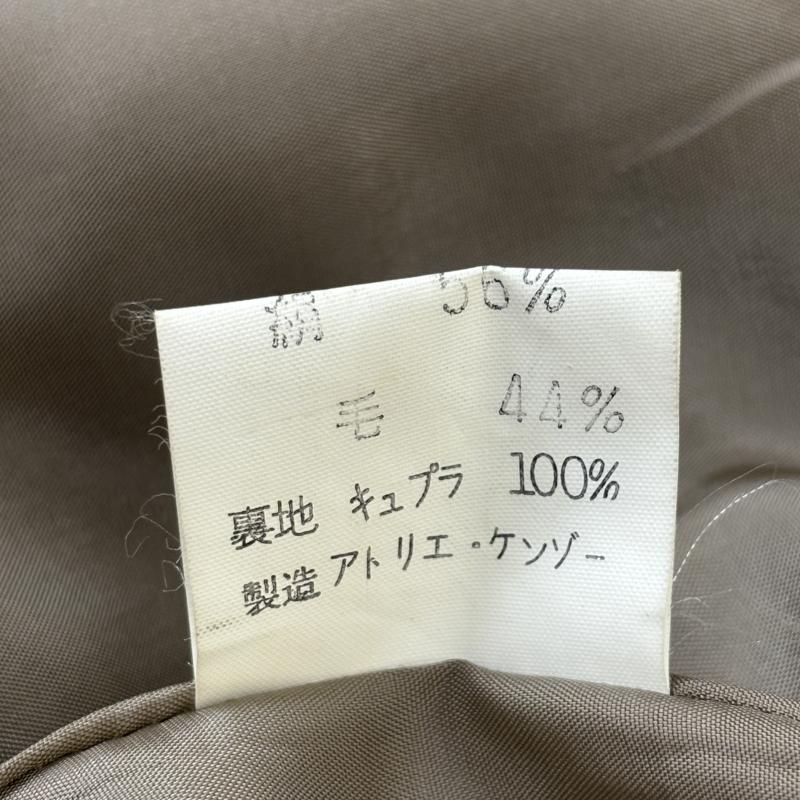 56%
毛 44%
裏地 キュプラ 100%
製造 アトリエ・ケンゾー